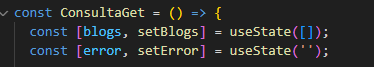 const ConsultaGet = () => {
const [blogs, setBlogs] = useState([]);
const [error, setError] = useState('');